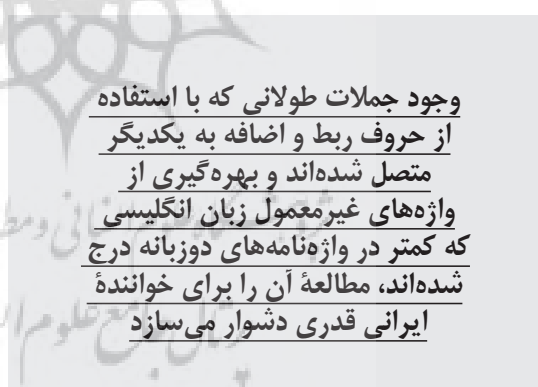 وجود جملات طولانی که با استفاده
از حروف ربط و اضافه به یکدیگر
متصل شده‌اند و بهره‌گیری از
واژه‌های غیرمعمول زبان انگلیسی
که کمتر در واژه‌نامه‌های دوزبانه درج
شده‌اند، مطالعهٔ آن را برای خوانندهٔ
ایرانی قدری دشوار می‌سازد